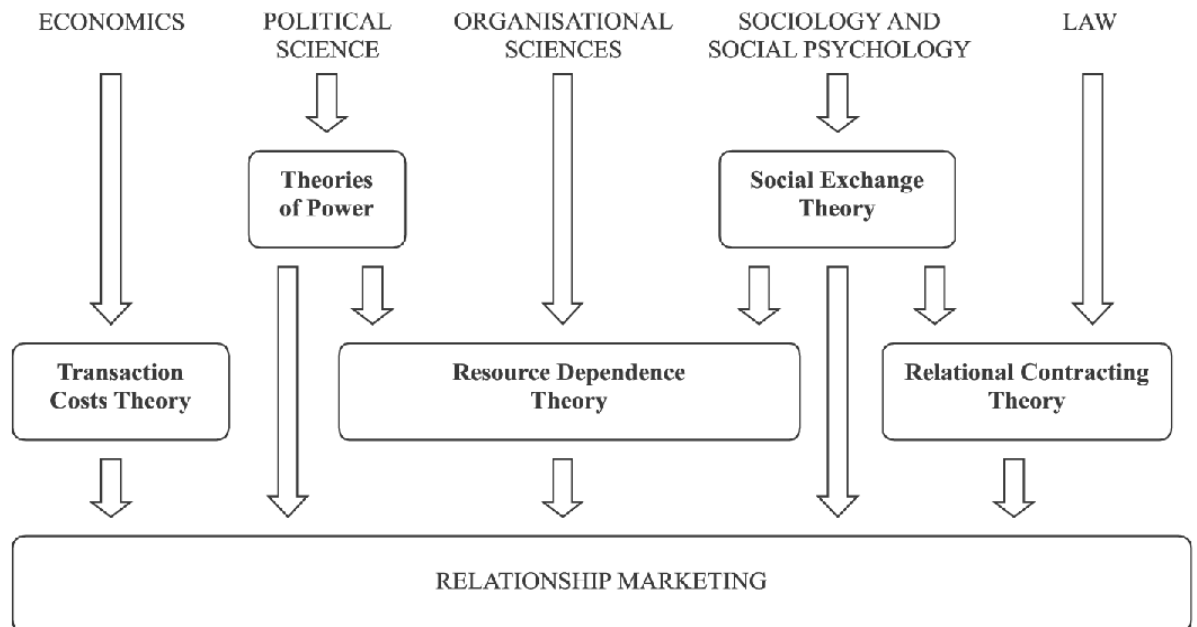 ECONOMICS
POLITICAL
SCIENCE
ORGANISATIONAL
SCIENCES
SOCIOLOGY AND
SOCIAL PSYCHOLOGY
LAW
Theories
of Power
Social Exchange
Theory
Transaction
Costs Theory
Resource Dependence
Theory
Relational Contracting
Theory
RELATIONSHIP MARKETING